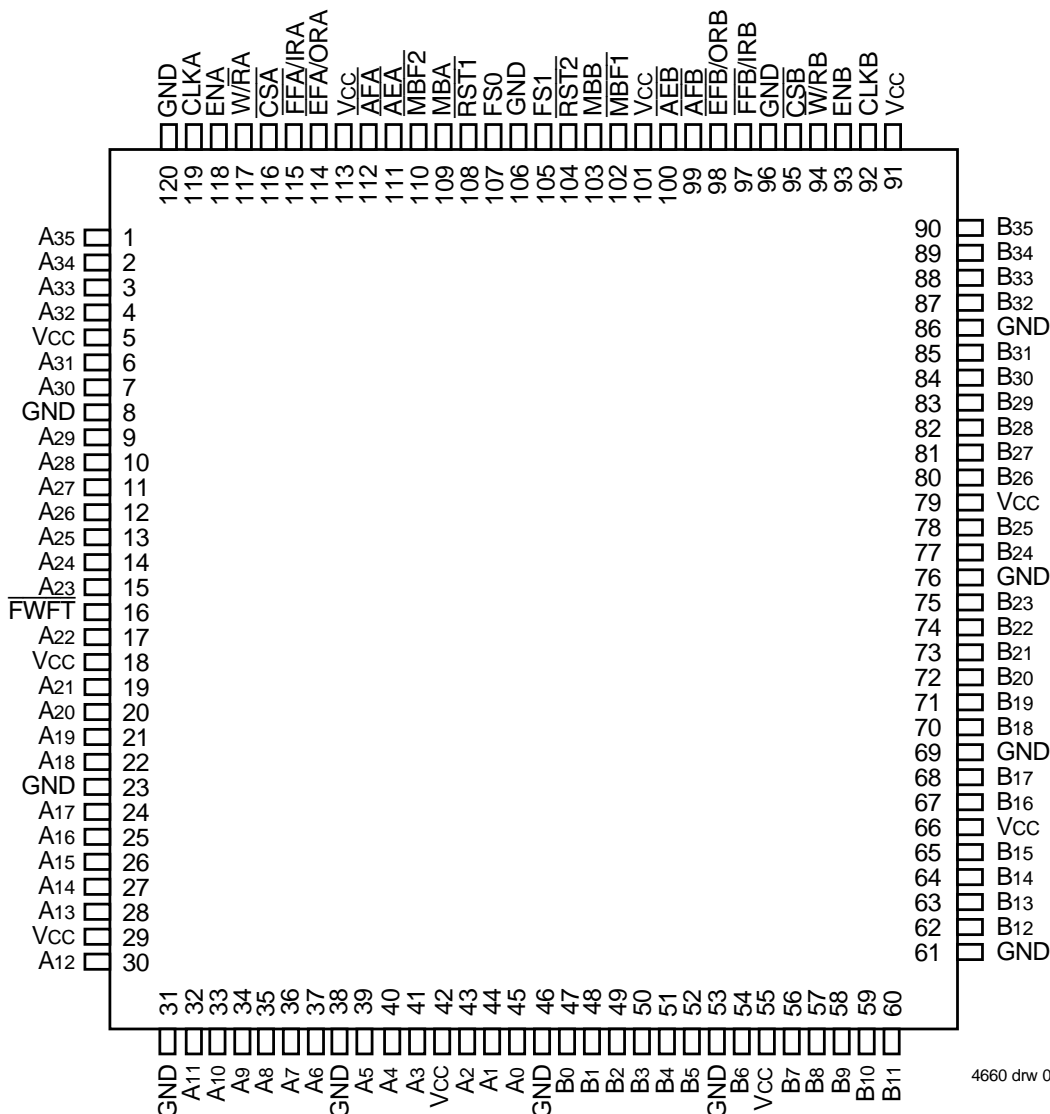 GND CLKA ENA W/RA CSA FFA/IRA EFA/ORA VCC AFA AEA MBF2 MBA RST1 FS0 GND FS1 RST2 MBB MBF1 VCC AEB AFB EFB/ORB FFB/IRB GND CSB W/RB ENB CLKB VCC
120 119 118 117 116 115 114 113 112 111 110 109 108 107 106 105 104 103 102 101 100 99 98 97 96 95 94 93 92 91
A35 1
A34 2
A33 3
A32 4
VCC 5
A31 6
A30 7
GND 8
A29 9
A28 10
A27 11
A26 12
A25 13
A24 14
A23 15
FWFT 16
A22 17
VCC 18
A21 19
A20 20
A19 21
A18 22
GND 23
A17 24
A16 25
A15 26
A14 27
A13 28
VCC 29
A12 30
90 B35
89 B34
88 B33
87 B32
86 GND
85 B31
84 B30
83 B29
82 B28
81 B27
80 B26
79 VCC
78 B25
77 B24
76 GND
75 B23
74 B22
73 B21
72 B20
71 B19
70 B18
69 GND
68 B17
67 B16
66 VCC
65 B15
64 B14
63 B13
62 B12
61 GND
31 32 33 34 35 36 37 38 39 40 41 42 43 44 45 46 47 48 49 50 51 52 53 54 55 56 57 58 59 60
GND A11 A10 A9 A8 A7 A6 GND A5 A4 A3 VCC A2 A1 A0 GND B0 B1 B2 B3 B4 B5 GND B6 VCC B7 B8 B9 B10 B11
4660 drw 0